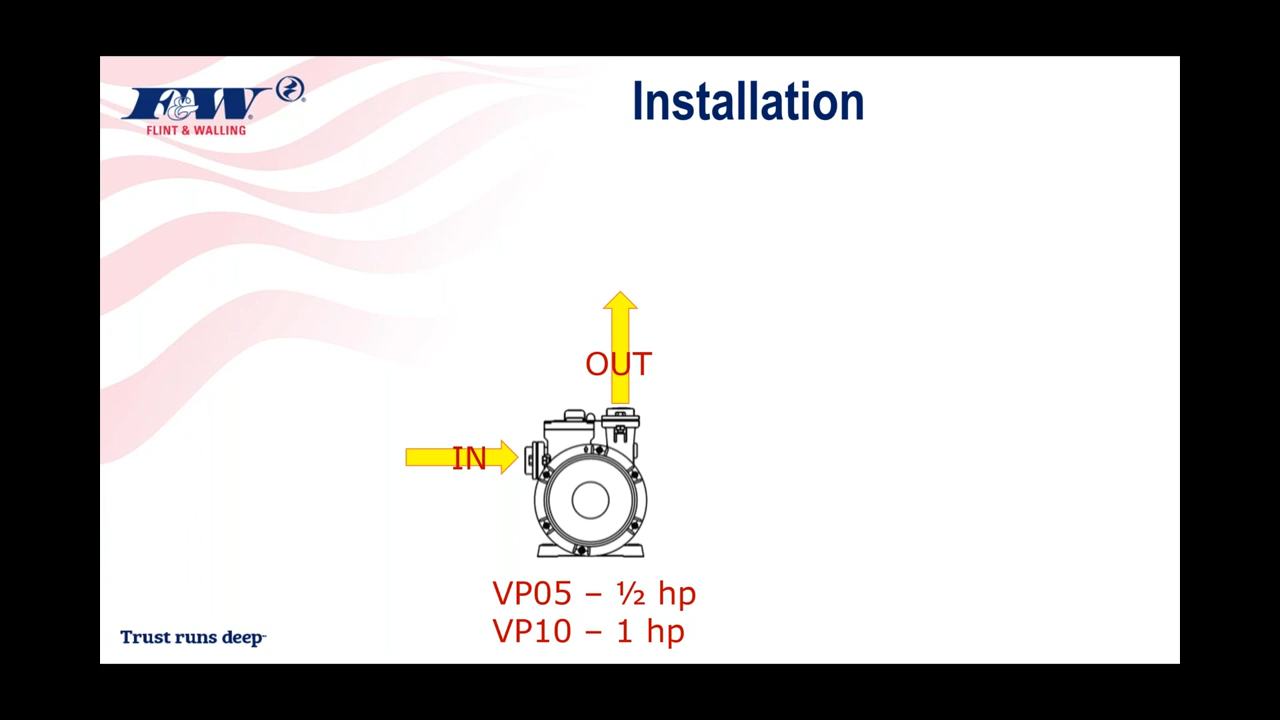 F&W
FLINT & WALLING
Installation
OUT
IN
VP05 – ½ hp
VP10 – 1 hp
Trust runs deep